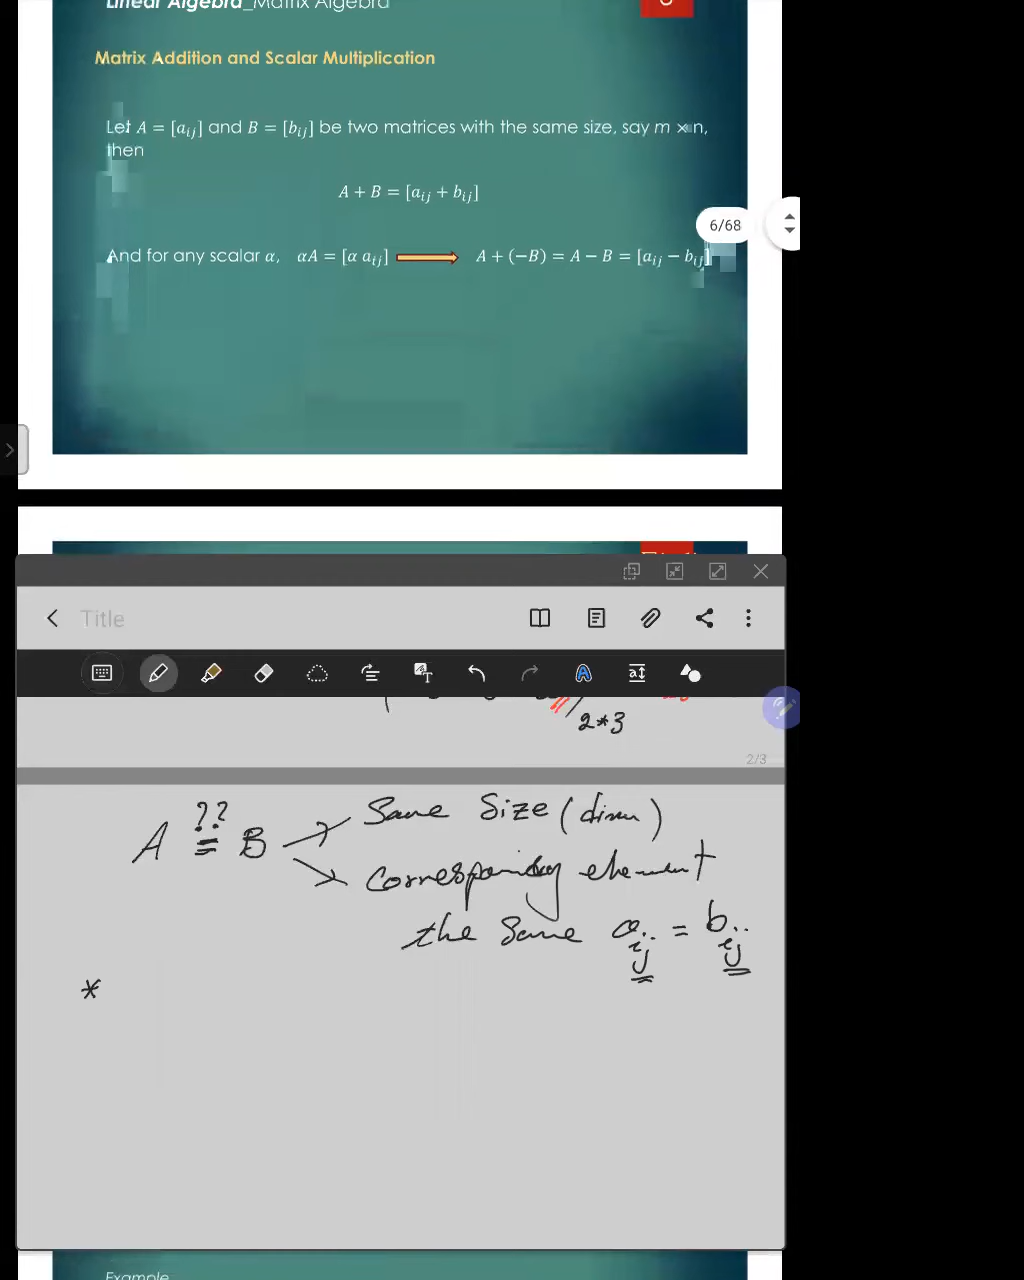 Linear Algebra_Matrix Algebra
Matrix Addition and Scalar Multiplication
Let A = [aᵢⱼ] and B = [bᵢⱼ] be two matrices with the same size, say m × n,
then
A + B = [aᵢⱼ + bᵢⱼ]
6/68
And for any scalar α, αA = [α aᵢⱼ] A + (−B) = A − B = [aᵢⱼ − bᵢⱼ]
Title
2*3
2/3
A ?? = B Same Size (dim)
corresponding element
the same aᵢⱼ = bᵢⱼ
*
Example